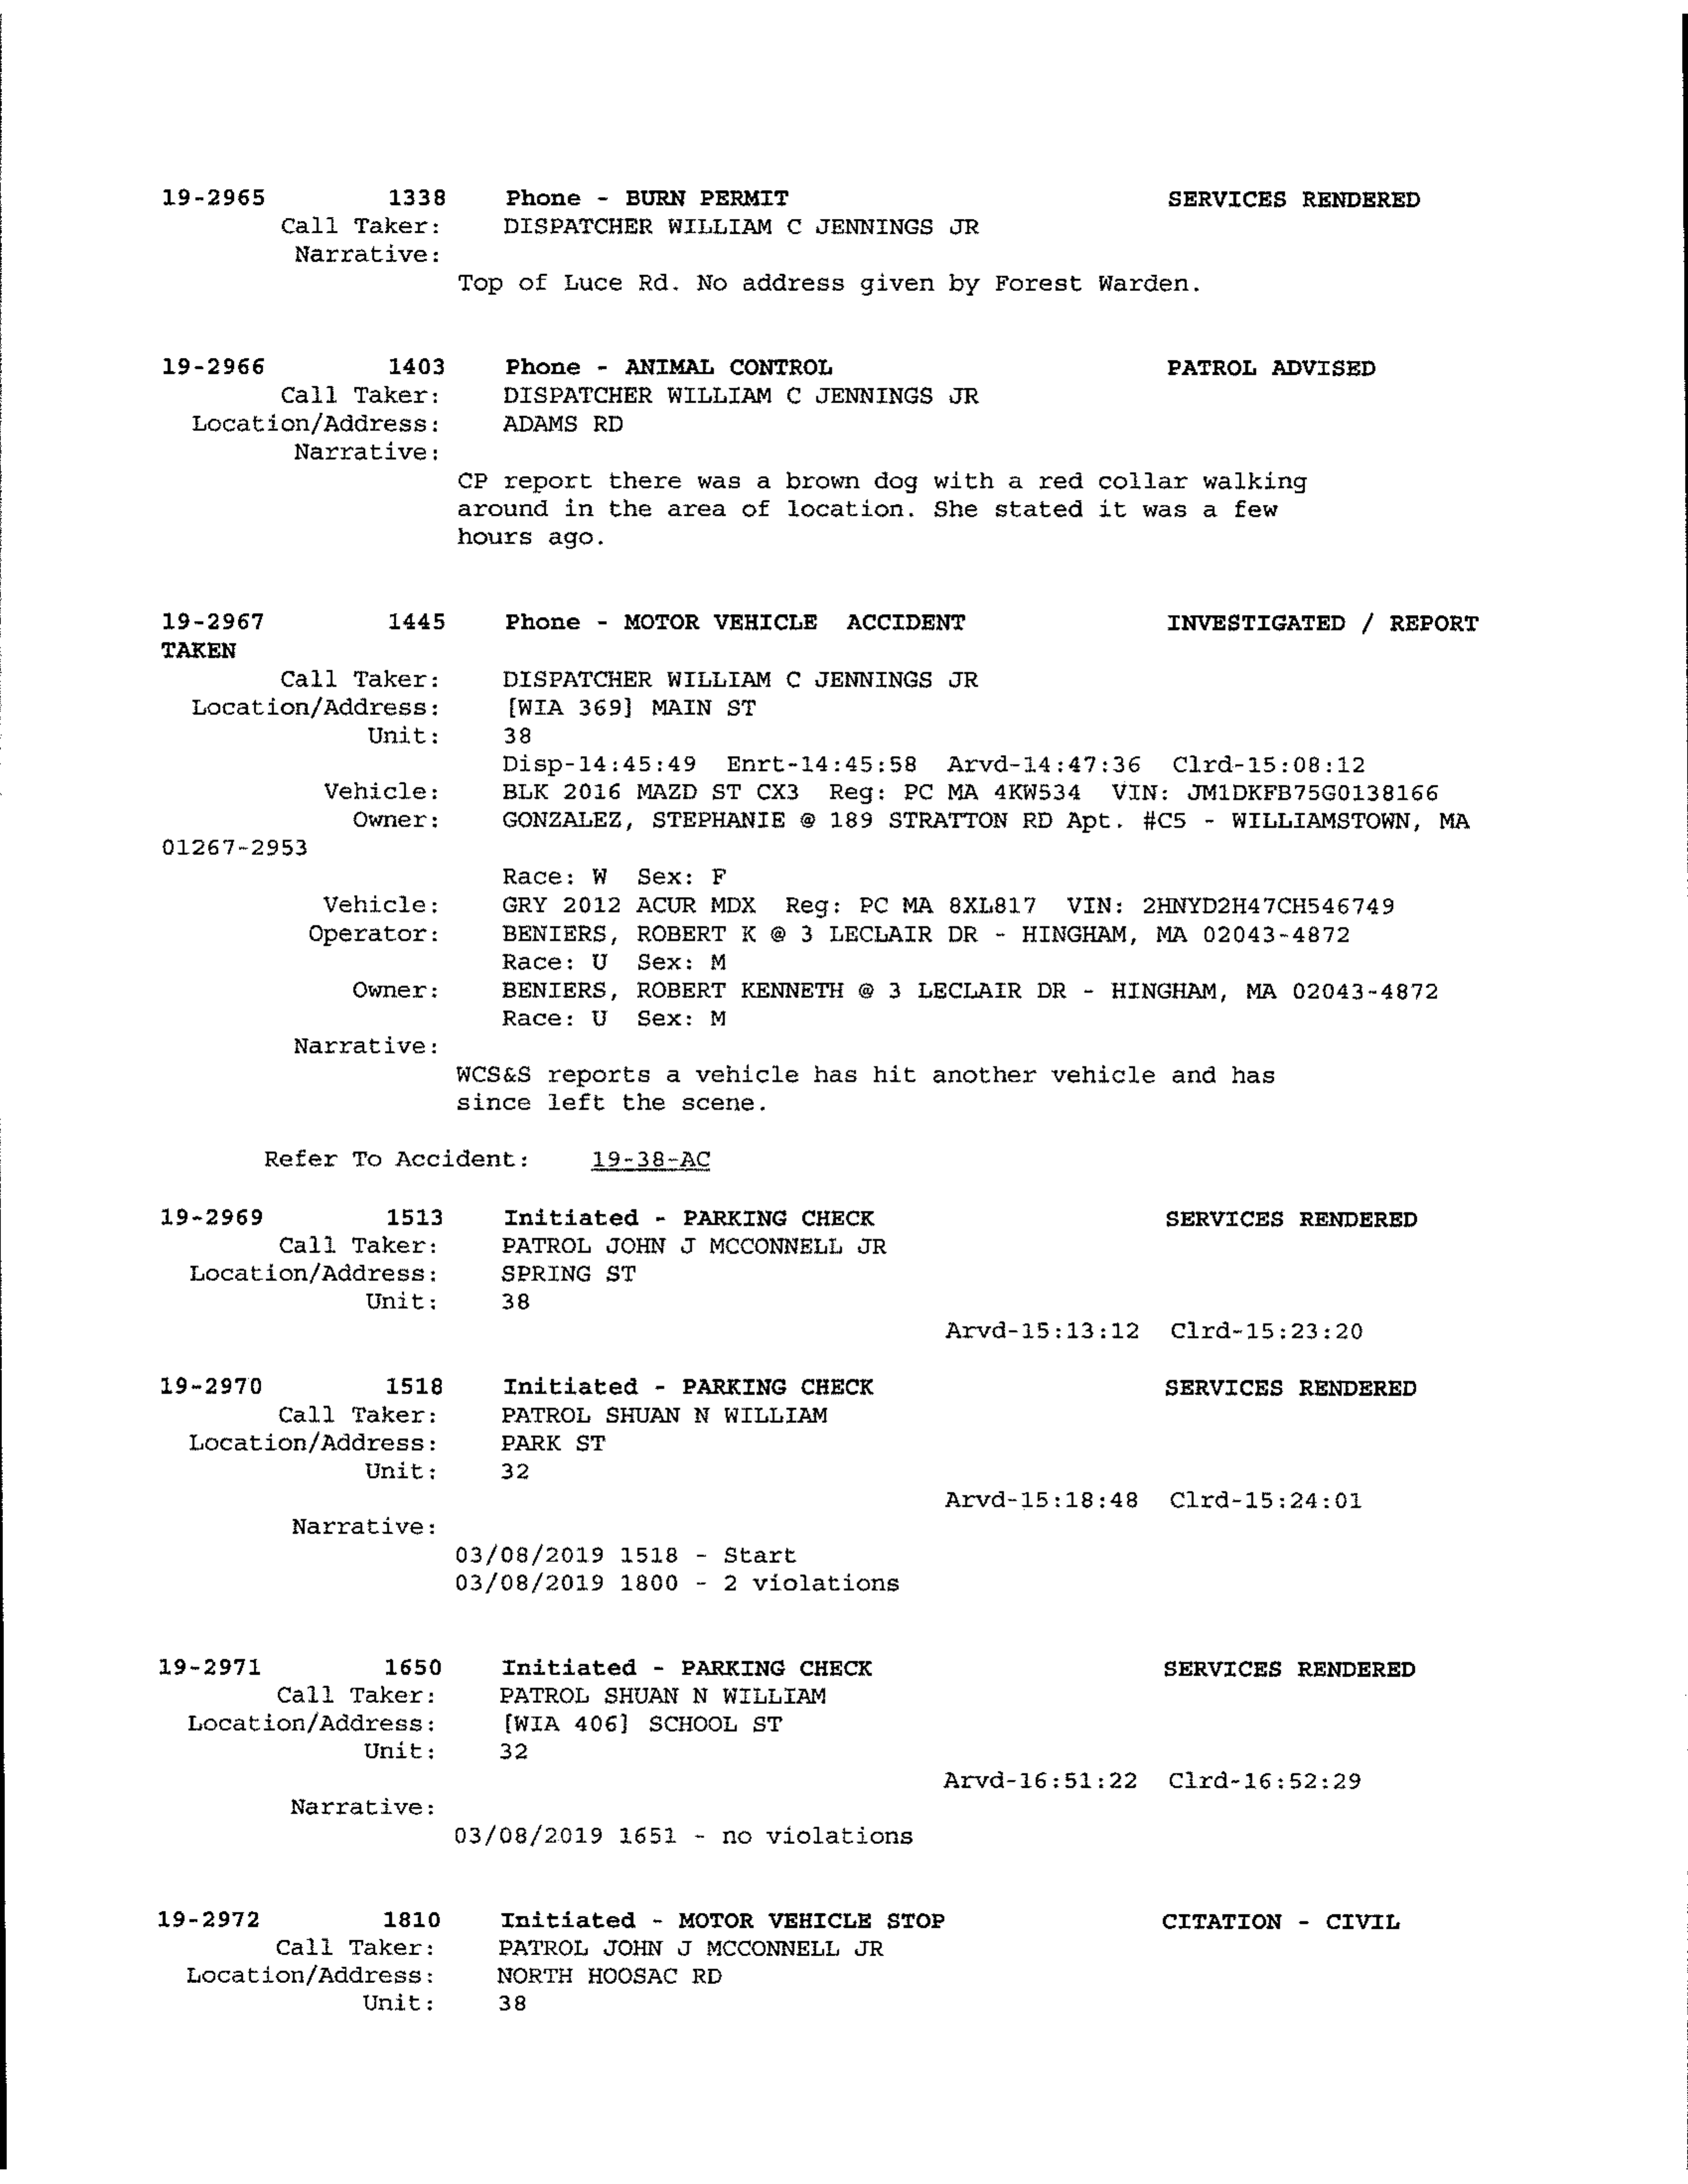 19-2965 1338 Phone - BURN PERMIT SERVICES RENDERED
Call Taker: DISPATCHER WILLIAM C JENNINGS JR
Narrative:
Top of Luce Rd. No address given by Forest Warden.
19-2966 1403 Phone - ANIMAL CONTROL PATROL ADVISED
Call Taker: DISPATCHER WILLIAM C JENNINGS JR
Location/Address: ADAMS RD
Narrative:
CP report there was a brown dog with a red collar walking
around in the area of location. She stated it was a few
hours ago.
19-2967 1445 Phone - MOTOR VEHICLE ACCIDENT INVESTIGATED / REPORT
TAKEN
Call Taker: DISPATCHER WILLIAM C JENNINGS JR
Location/Address: [WIA 369] MAIN ST
Unit: 38
Disp-14:45:49 Enrt-14:45:58 Arvd-14:47:36 Clrd-15:08:12
Vehicle: BLK 2016 MAZD ST CX3 Reg: PC MA 4KW534 VIN: JM1DKFB75G0138166
Owner: GONZALEZ, STEPHANIE @ 189 STRATTON RD Apt. #C5 - WILLIAMSTOWN, MA
01267-2953
Race: W Sex: F
Vehicle: GRY 2012 ACUR MDX Reg: PC MA 8XL817 VIN: 2HNYD2H47CH546749
Operator: BENIERS, ROBERT K @ 3 LECLAIR DR - HINGHAM, MA 02043-4872
Race: U Sex: M
Owner: BENIERS, ROBERT KENNETH @ 3 LECLAIR DR - HINGHAM, MA 02043-4872
Race: U Sex: M
Narrative:
WCS&S reports a vehicle has hit another vehicle and has
since left the scene.
Refer To Accident: 19-38-AC
19-2969 1513 Initiated - PARKING CHECK SERVICES RENDERED
Call Taker: PATROL JOHN J MCCONNELL JR
Location/Address: SPRING ST
Unit: 38
Arvd-15:13:12 Clrd-15:23:20
19-2970 1518 Initiated - PARKING CHECK SERVICES RENDERED
Call Taker: PATROL SHUAN N WILLIAM
Location/Address: PARK ST
Unit: 32
Arvd-15:18:48 Clrd-15:24:01
Narrative:
03/08/2019 1518 - Start
03/08/2019 1800 - 2 violations
19-2971 1650 Initiated - PARKING CHECK SERVICES RENDERED
Call Taker: PATROL SHUAN N WILLIAM
Location/Address: [WIA 406] SCHOOL ST
Unit: 32
Arvd-16:51:22 Clrd-16:52:29
Narrative:
03/08/2019 1651 - no violations
19-2972 1810 Initiated - MOTOR VEHICLE STOP CITATION - CIVIL
Call Taker: PATROL JOHN J MCCONNELL JR
Location/Address: NORTH HOOSAC RD
Unit: 38